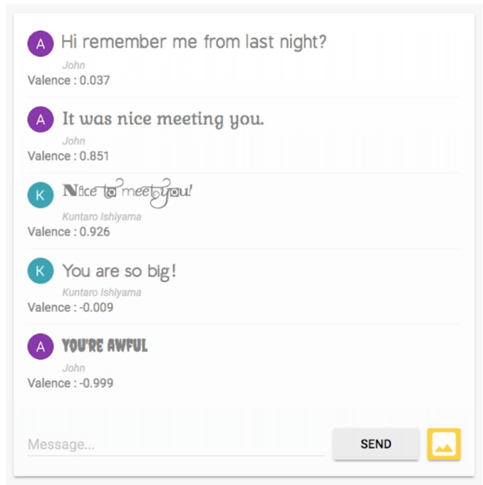 A Hi remember me from last night?
John
Valence : 0.037
A It was nice meeting you.
John
Valence : 0.851
K Nice to meet you!
Kuntaro Ishiyama
Valence : 0.926
K You are so big!
Kuntaro Ishiyama
Valence : -0.009
A YOU'RE AWFUL
John
Valence : -0.999
Message... SEND